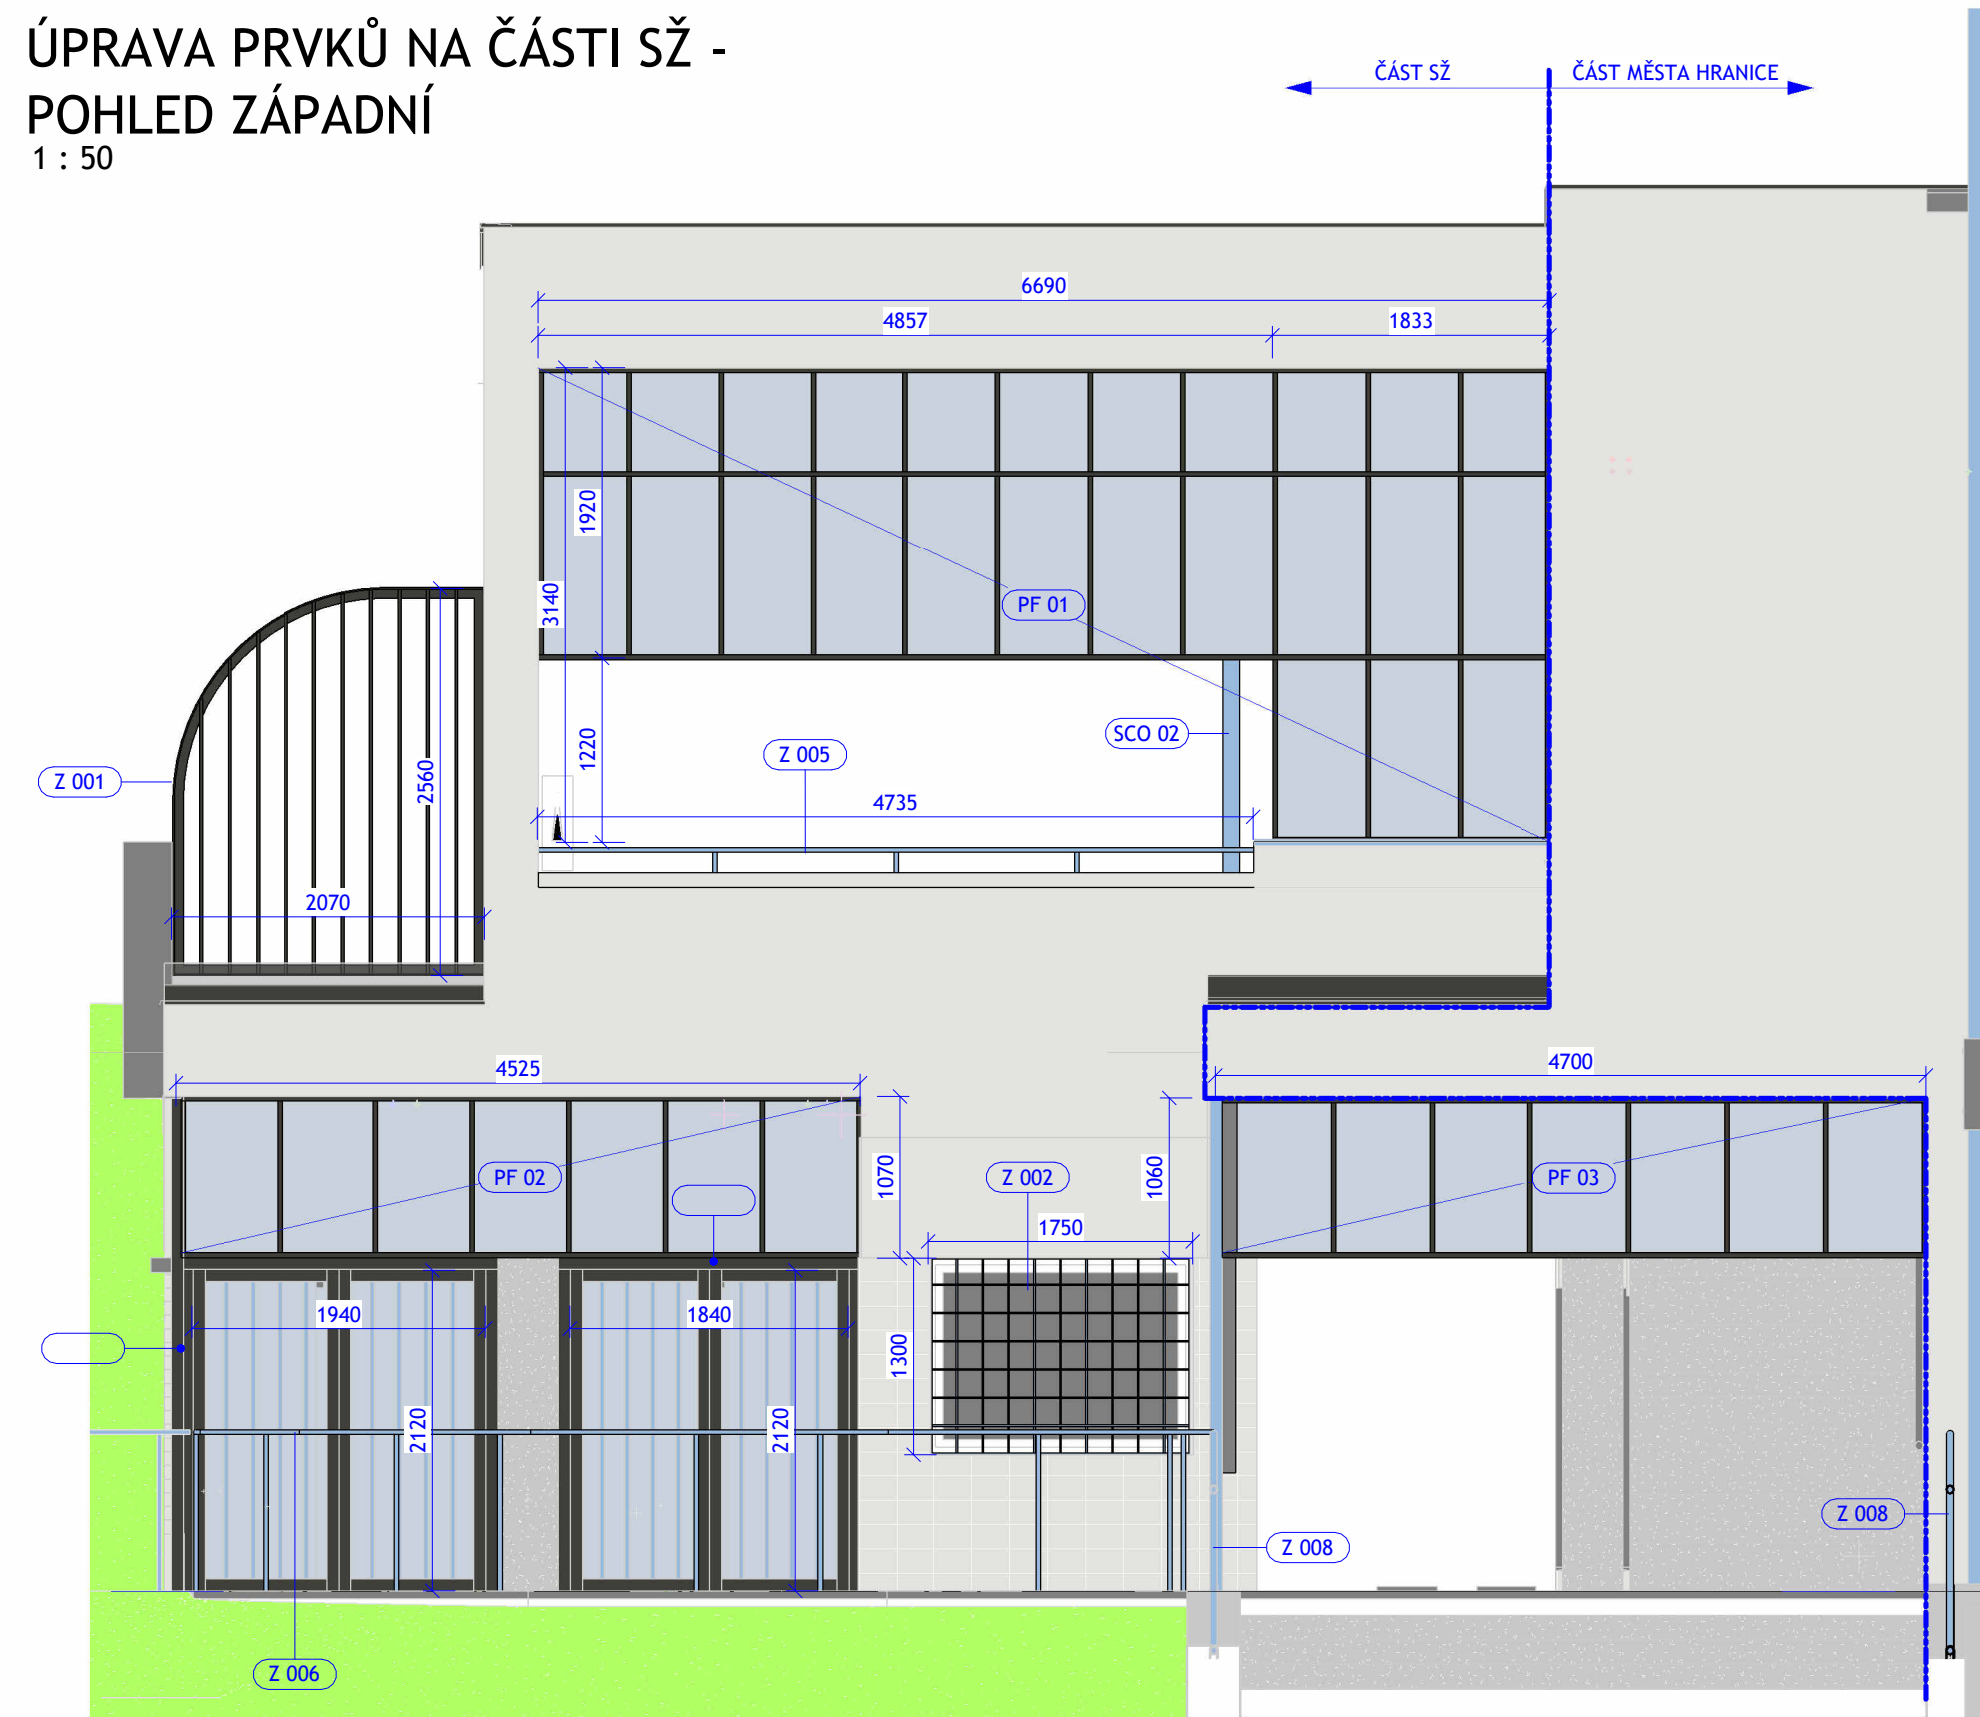 ÚPRAVA PRVKŮ NA ČÁSTI SŽ -
POHLED ZÁPADNÍ
1 : 50
ČÁST SŽ
ČÁST MĚSTA HRANICE
6690
4857
1833
1920
3140
PF 01
1220
SCO 02
Z 005
4735
Z 001
2560
2070
4525
4700
PF 02
1070
Z 002
1060
PF 03
1750
1940
1840
1300
2120
2120
Z 008
Z 008
Z 006